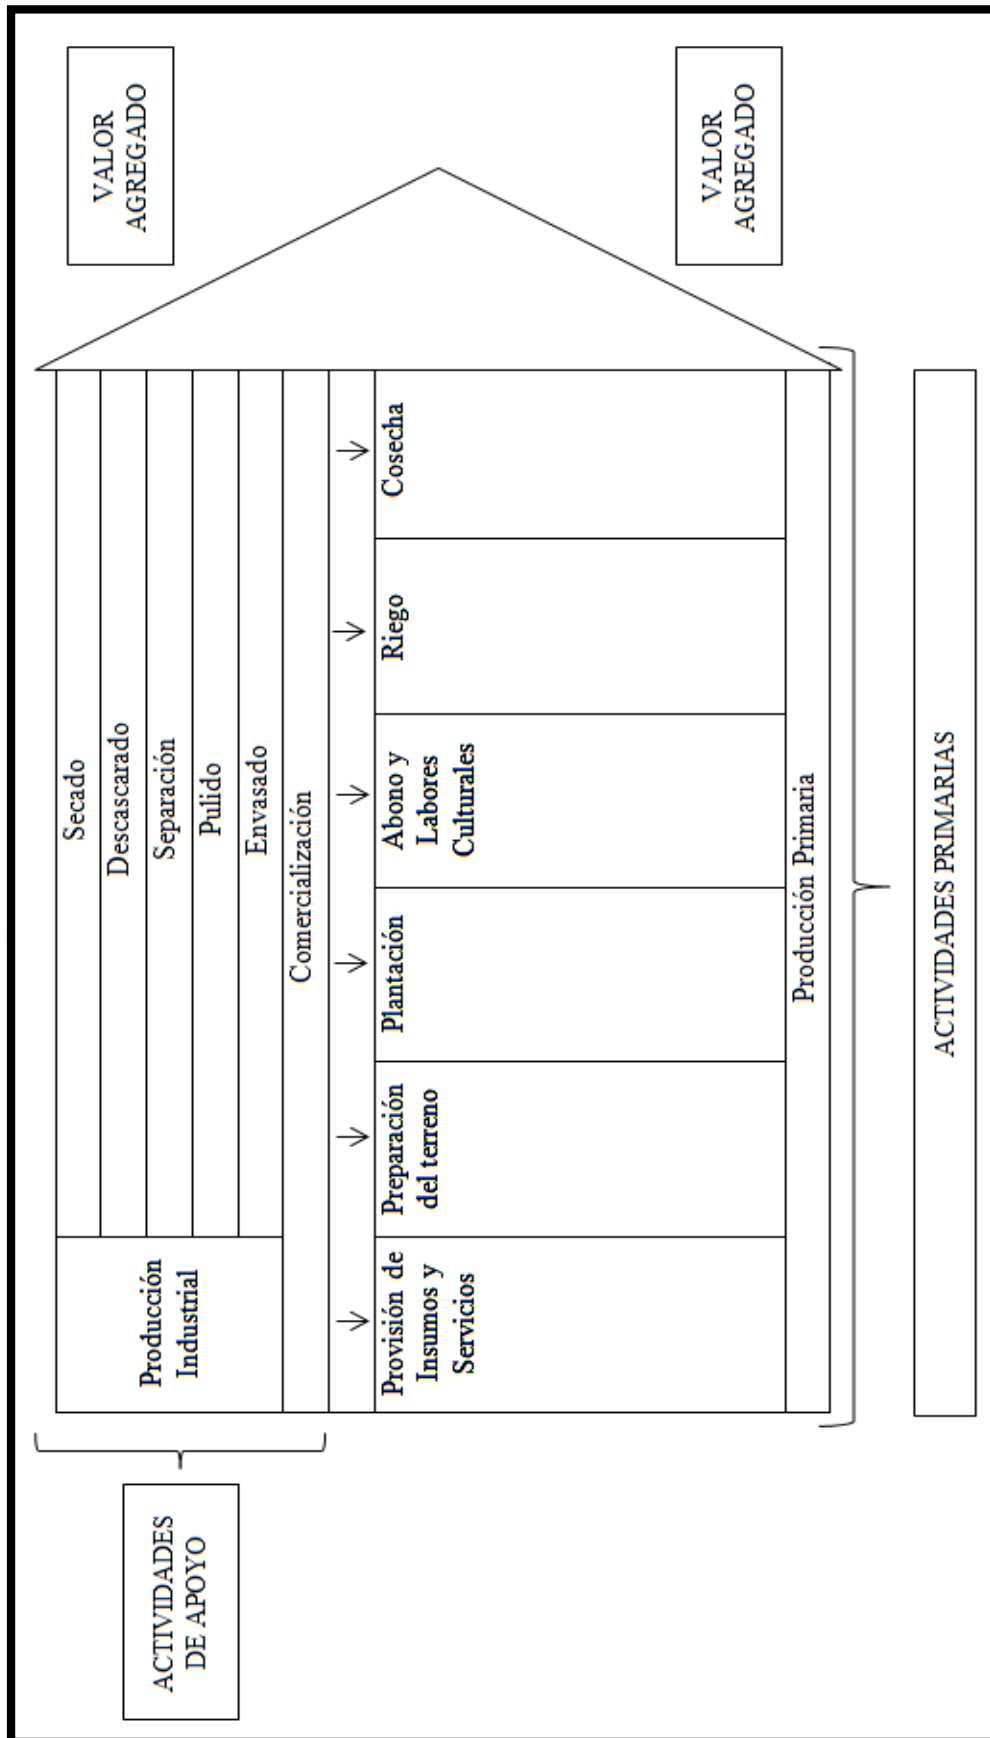 ACTIVIDADES
DE APOYO
Producción
Industrial
Secado
Descascarado
Separación
Pulido
Envasado
Comercialización
Provisión de
Insumos y
Servicios
Preparación
del terreno
Plantación
Abono y
Labores
Culturales
Riego
Cosecha
Producción Primaria
ACTIVIDADES PRIMARIAS
VALOR
AGREGADO
VALOR
AGREGADO